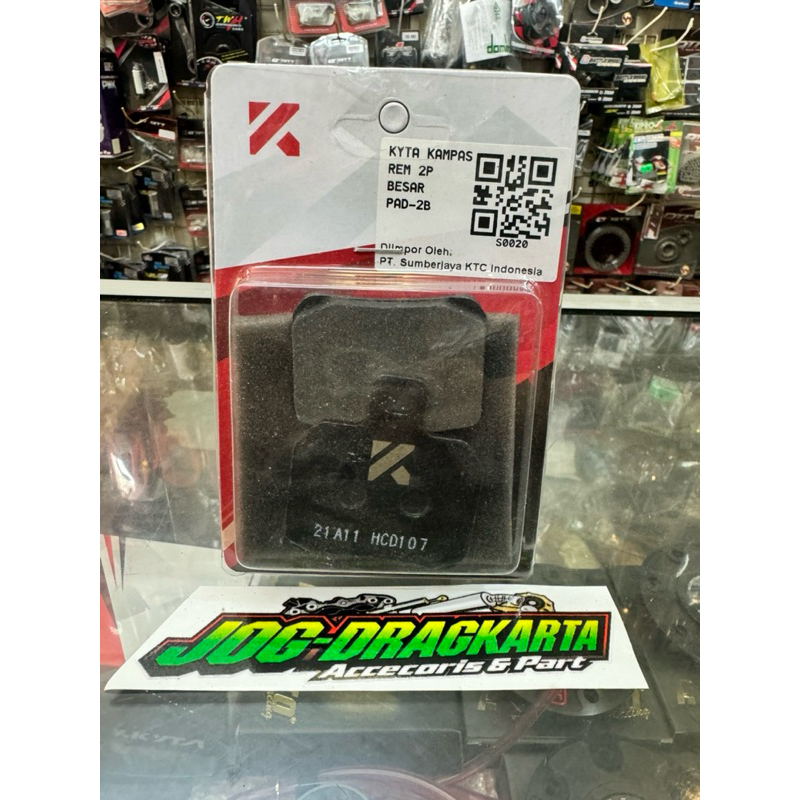 KYTA KAMPAS
REM 2P
BESAR
PAD-2B
S0020
DIimpor Oleh,
PT. Sumberjaya KTC Indonesia
21A11 HCD107
JOG-DRAGKARTA
Accecoris & Part